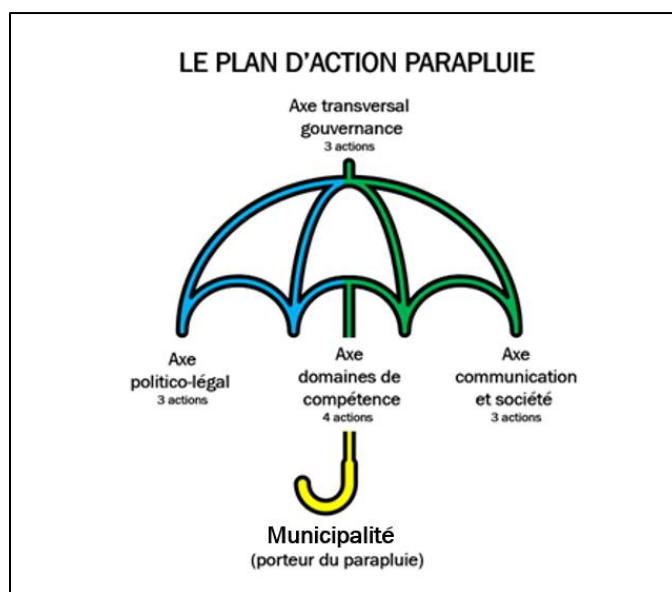 LE PLAN D'ACTION PARAPLUIE
Axe transversal
gouvernance
3 actions
Axe
politico-légal
3 actions
Axe
domaines de
compétence
4 actions
Axe
communication
et société
3 actions
Municipalité
(porteur du parapluie)